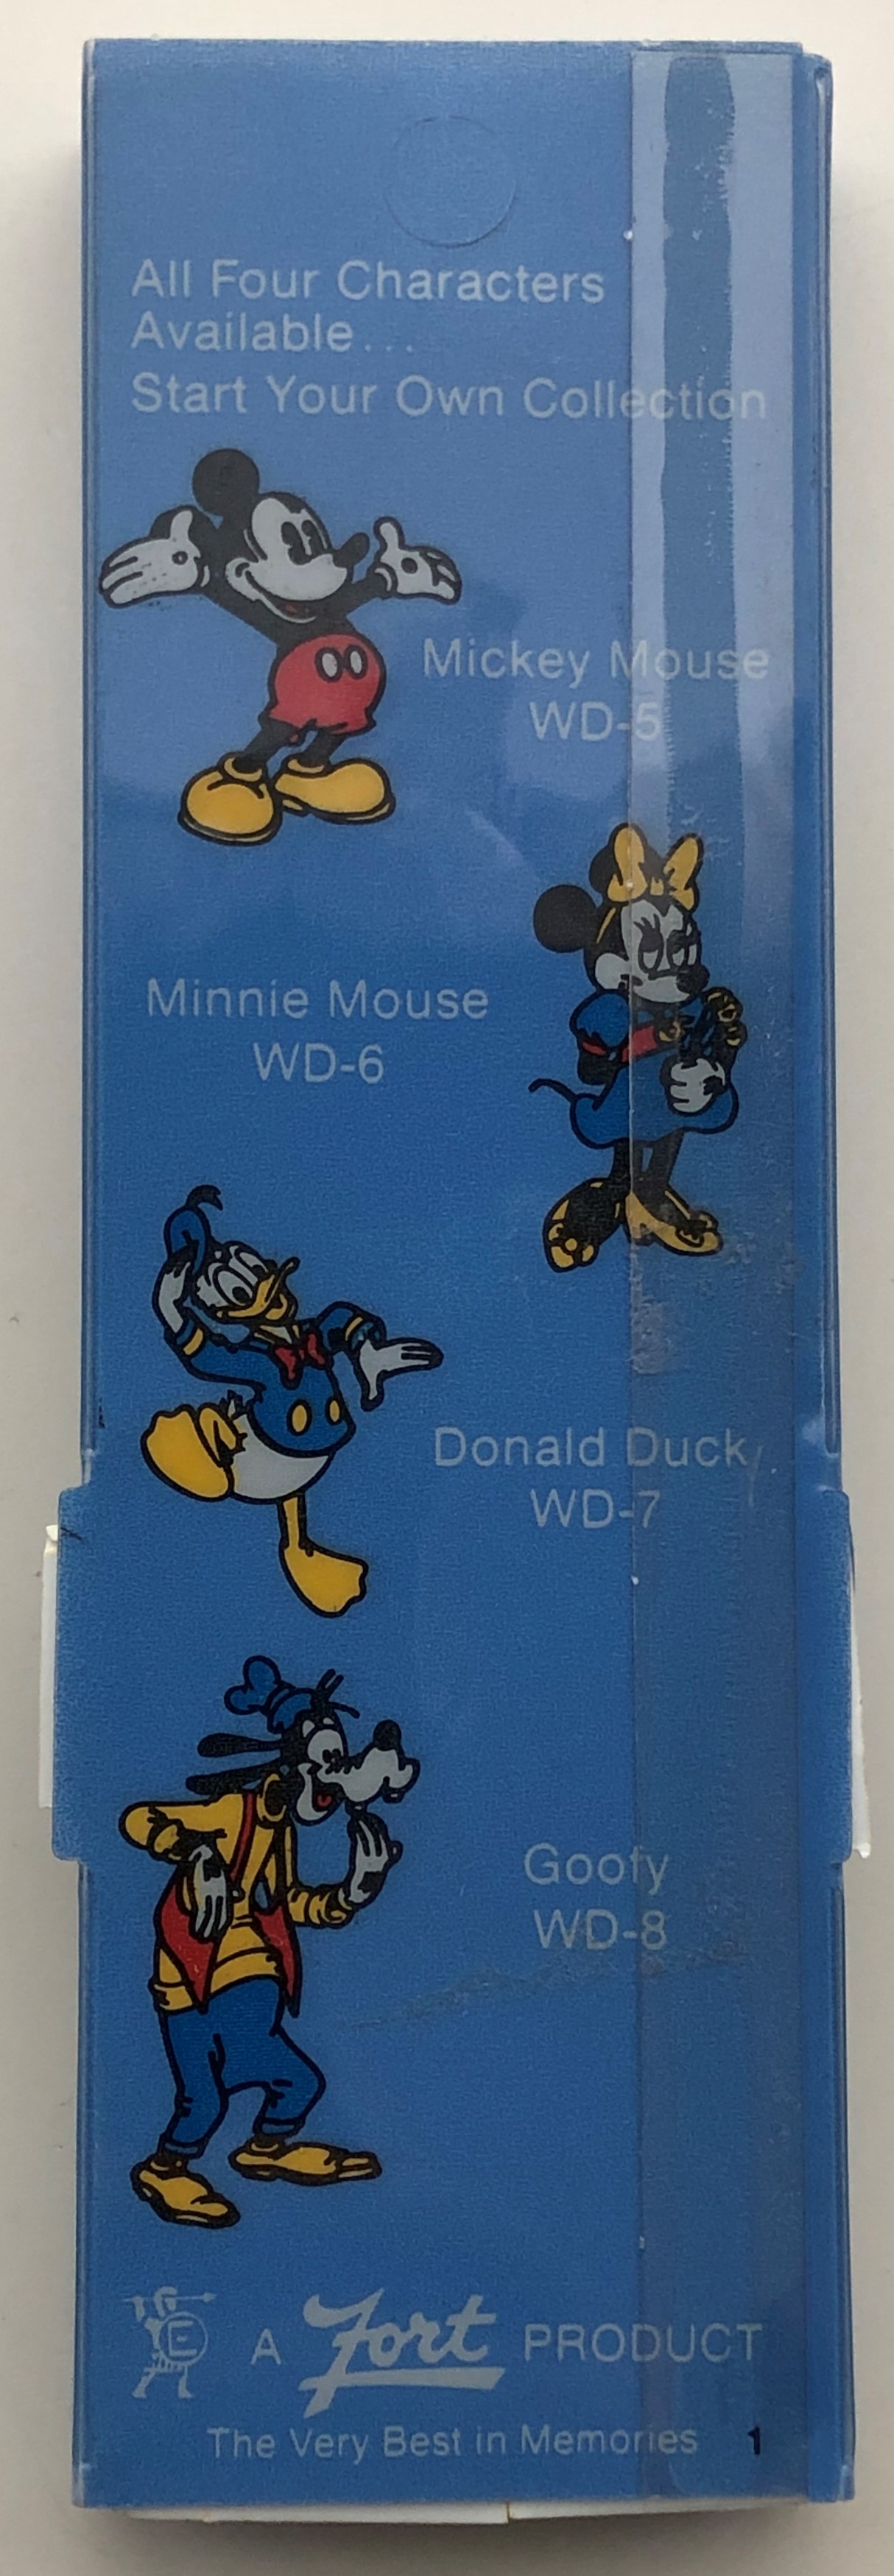 All Four Characters
Available...
Start Your Own Collection
Mickey Mouse
WD-5
Minnie Mouse
WD-6
Donald Duck
WD-7
Goofy
WD-8
E A Fort PRODUCT
The Very Best in Memories 1